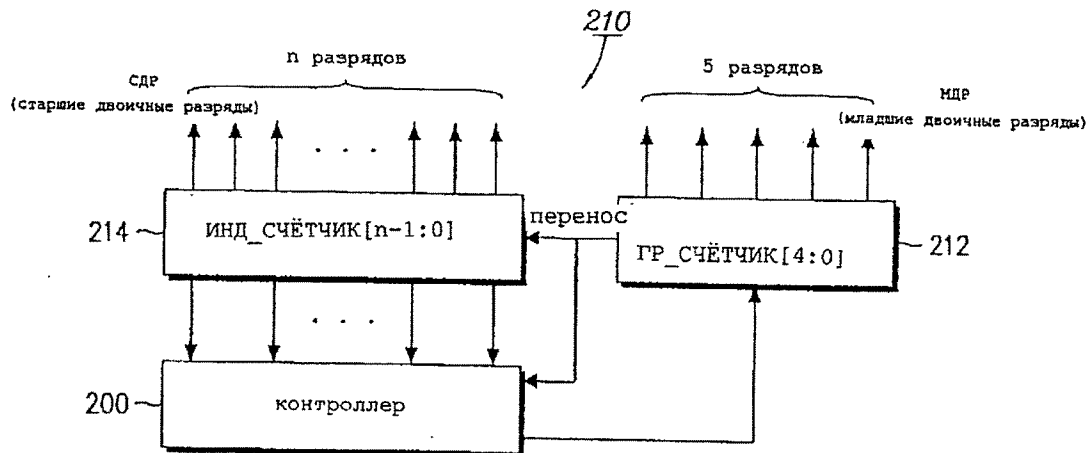 210
n разрядов
5 разрядов
СДР
(старшие двоичные разряды)
МДР
(младшие двоичные разряды)
. . .
перенос
214
ИНД_СЧЁТЧИК[n-1:0]
ГР_СЧЁТЧИК[4:0]
212
. . .
200
контроллер